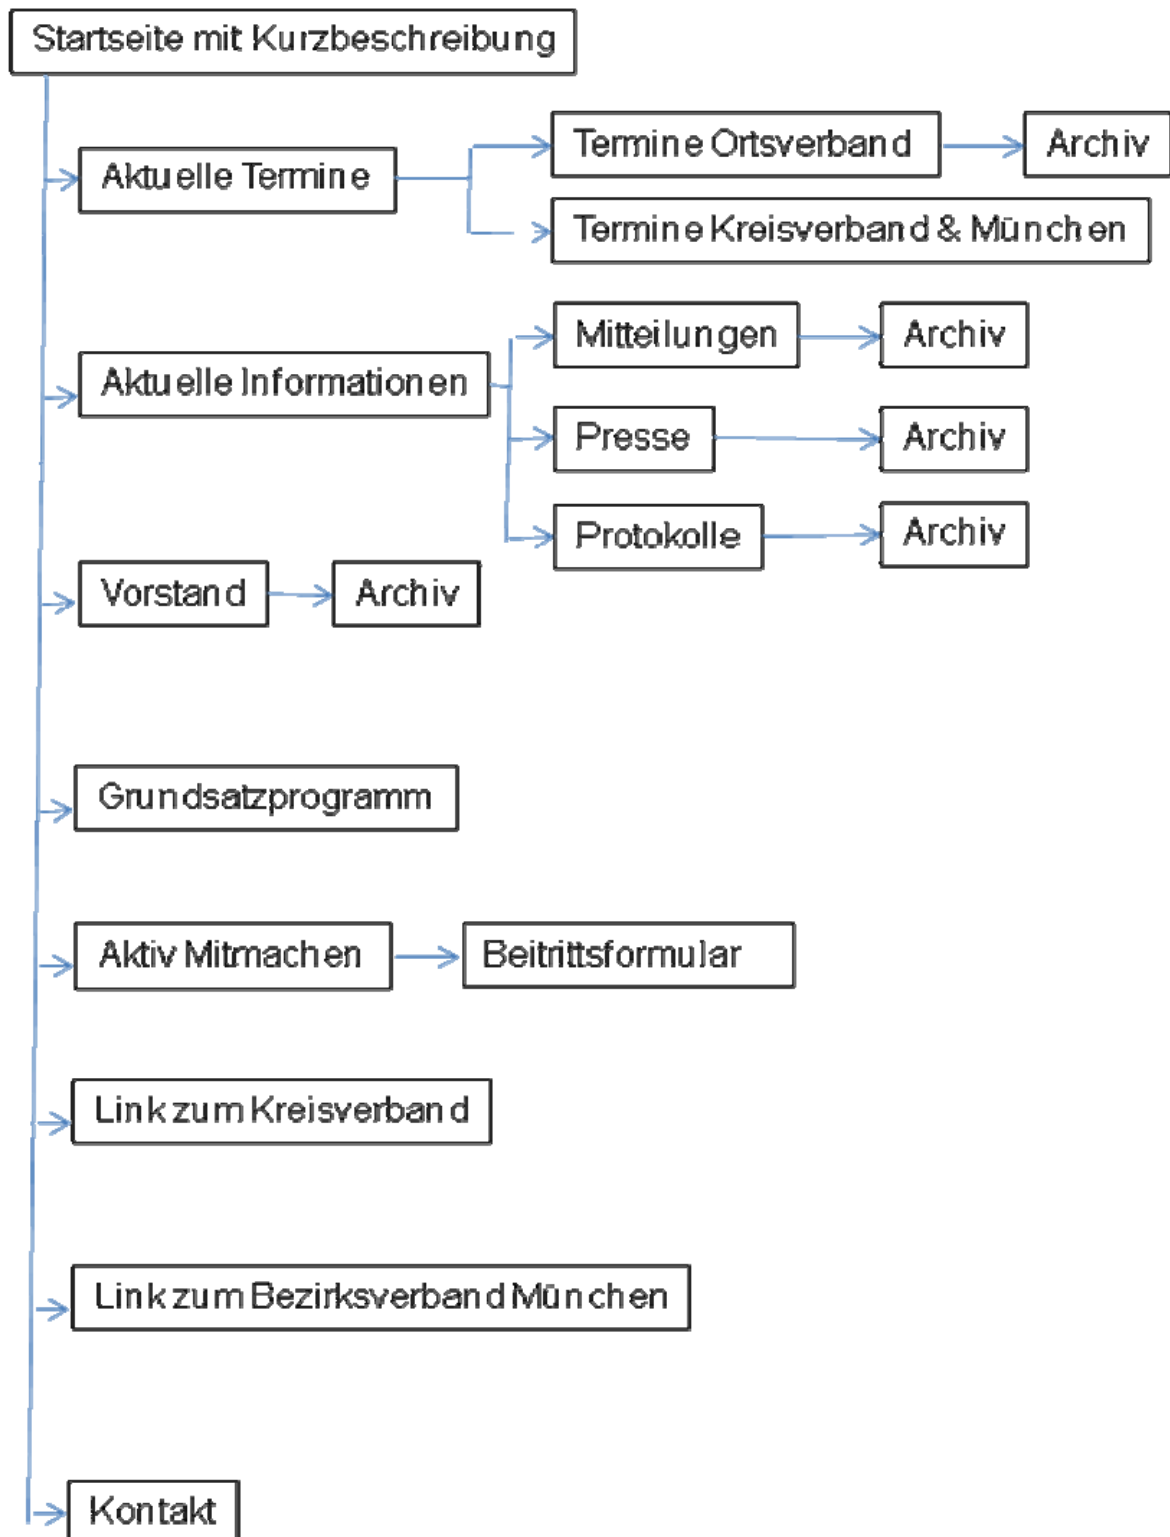 Startseite mit Kurzbeschreibung
Aktuelle Termine
Termine Ortsverband
Archiv
Termine Kreisverband & München
Aktuelle Informationen
Mitteilungen
Archiv
Presse
Archiv
Protokolle
Archiv
Vorstand
Archiv
Grundsatzprogramm
Aktiv Mitmachen
Beitrittsformular
Link zum Kreisverband
Link zum Bezirksverband München
Kontakt